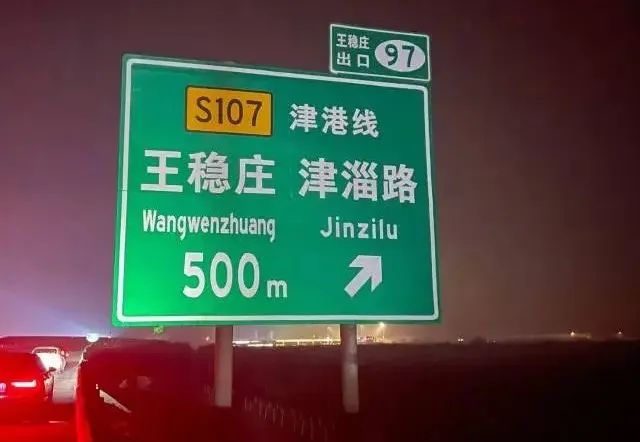 王稳庄
出口 97
S107 津港线
王稳庄 津淄路
Wangwenzhuang Jinzilu
500m